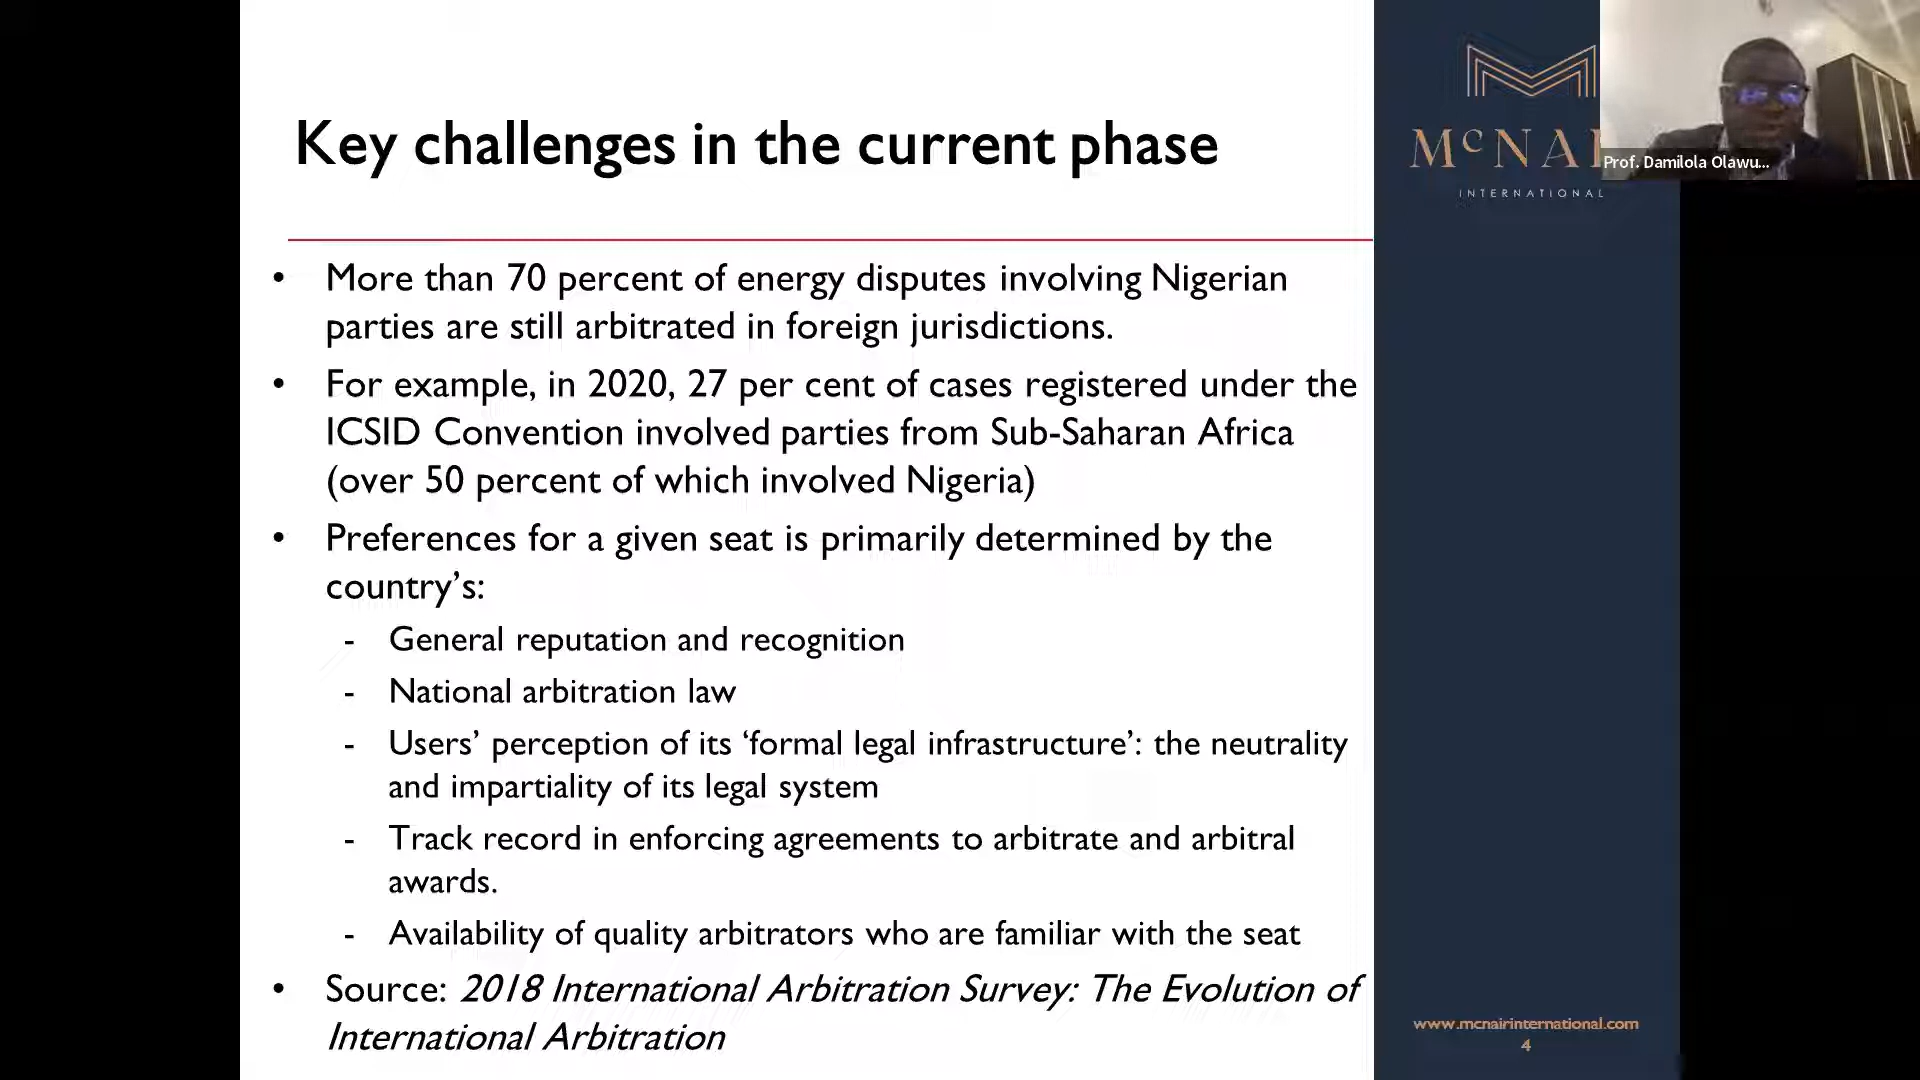 Key challenges in the current phase
• More than 70 percent of energy disputes involving Nigerian
parties are still arbitrated in foreign jurisdictions.
• For example, in 2020, 27 per cent of cases registered under the
ICSID Convention involved parties from Sub-Saharan Africa
(over 50 percent of which involved Nigeria)
• Preferences for a given seat is primarily determined by the
country’s:
- General reputation and recognition
- National arbitration law
- Users’ perception of its ‘formal legal infrastructure’: the neutrality
and impartiality of its legal system
- Track record in enforcing agreements to arbitrate and arbitral
awards.
- Availability of quality arbitrators who are familiar with the seat
• Source: 2018 International Arbitration Survey: The Evolution of
International Arbitration
McNAI
INTERNATIONAL
Prof. Damilola Olawu...
www.mcnairinternational.com
4